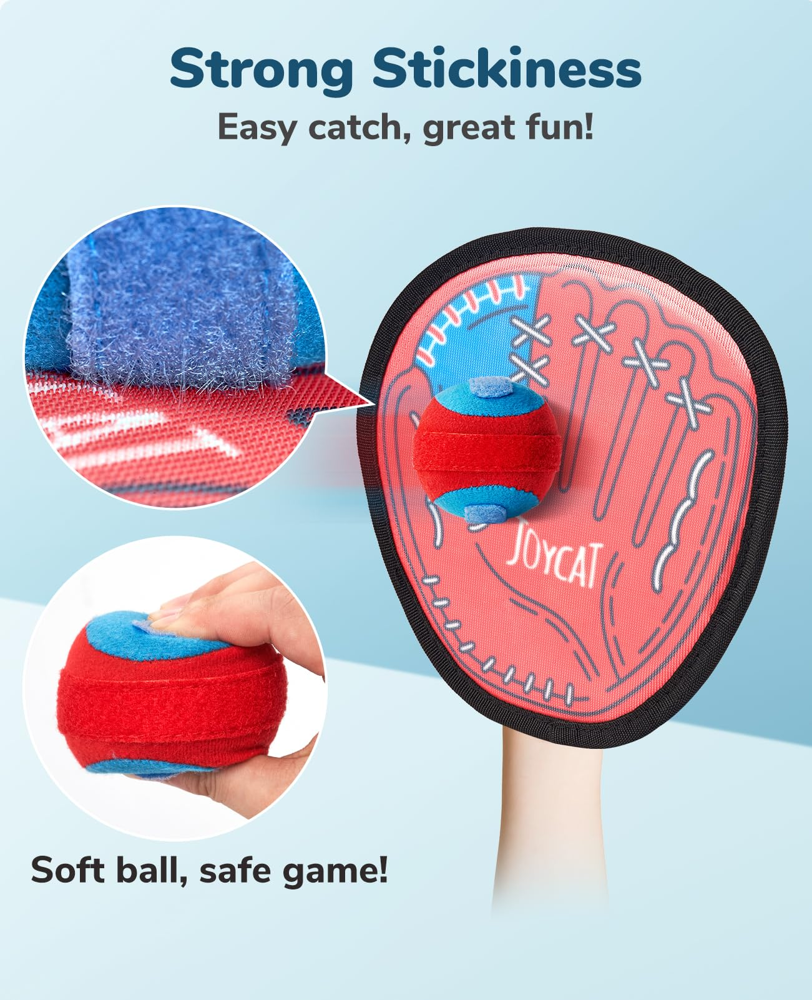 Strong Stickiness
Easy catch, great fun!
JOYCAT
Soft ball, safe game!